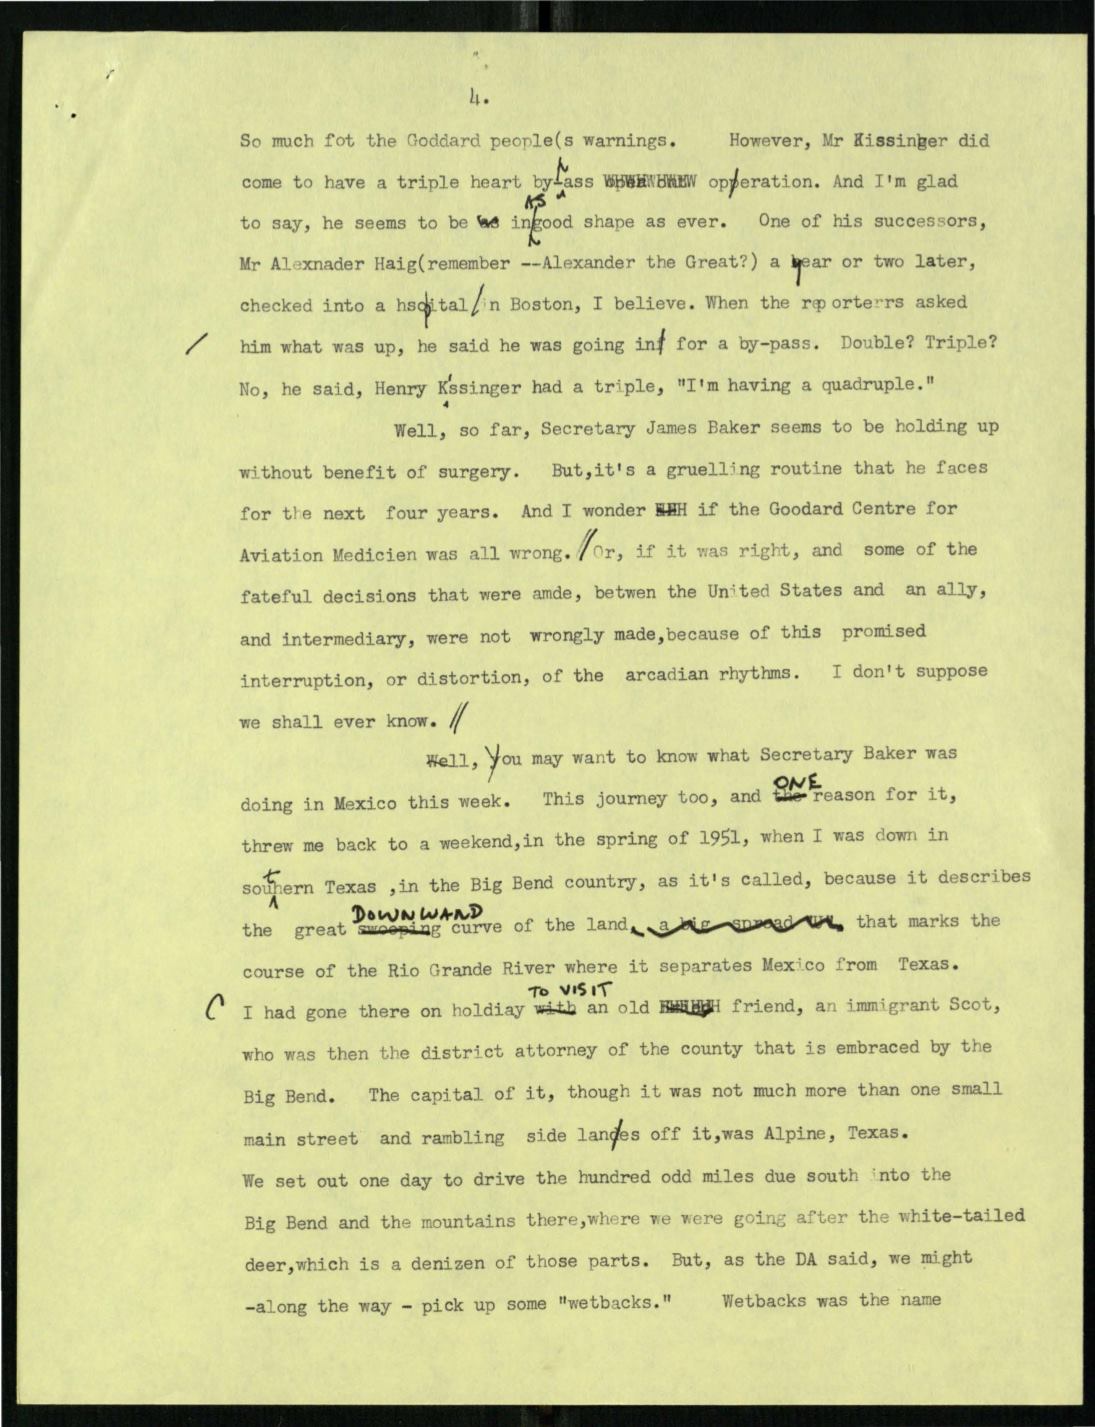 4.
So much fot the Goddard people(s warnings. However, Mr Kissinger did
come to have a triple heart by-pass opperation. And I'm glad
AS
to say, he seems to be in good shape as ever. One of his successors,
Mr Alexnader Haig(remember --Alexander the Great?) a year or two later,
checked into a hspital/in Boston, I believe. When the rep orterrs asked
him what was up, he said he was going in for a by-pass. Double? Triple?
No, he said, Henry K'ssinger had a triple, "I'm having a quadruple."
Well, so far, Secretary James Baker seems to be holding up
without benefit of surgery. But,it's a gruelling routine that he faces
for the next four years. And I wonder if the Goodard Centre for
Aviation Medicien was all wrong. // Or, if it was right, and some of the
fateful decisions that were amde, betwen the United States and an ally,
and intermediary, were not wrongly made,because of this promised
interruption, or distortion, of the arcadian rhythms. I don't suppose
we shall ever know. //
Well, You may want to know what Secretary Baker was
ONE
doing in Mexico this week. This journey too, and the reason for it,
threw me back to a weekend,in the spring of 1951, when I was down in
southern Texas ,in the Big Bend country, as it's called, because it describes
DOWNWARD
the great swooping curve of the land, a big spread that marks the
course of the Rio Grande River where it separates Mexico from Texas.
TO VISIT
I had gone there on holdiay with an old friend, an immigrant Scot,
who was then the district attorney of the county that is embraced by the
Big Bend. The capital of it, though it was not much more than one small
main street and rambling side landes off it,was Alpine, Texas.
We set out one day to drive the hundred odd miles due south into the
Big Bend and the mountains there,where we were going after the white-tailed
deer,which is a denizen of those parts. But, as the DA said, we might
-along the way - pick up some "wetbacks." Wetbacks was the name